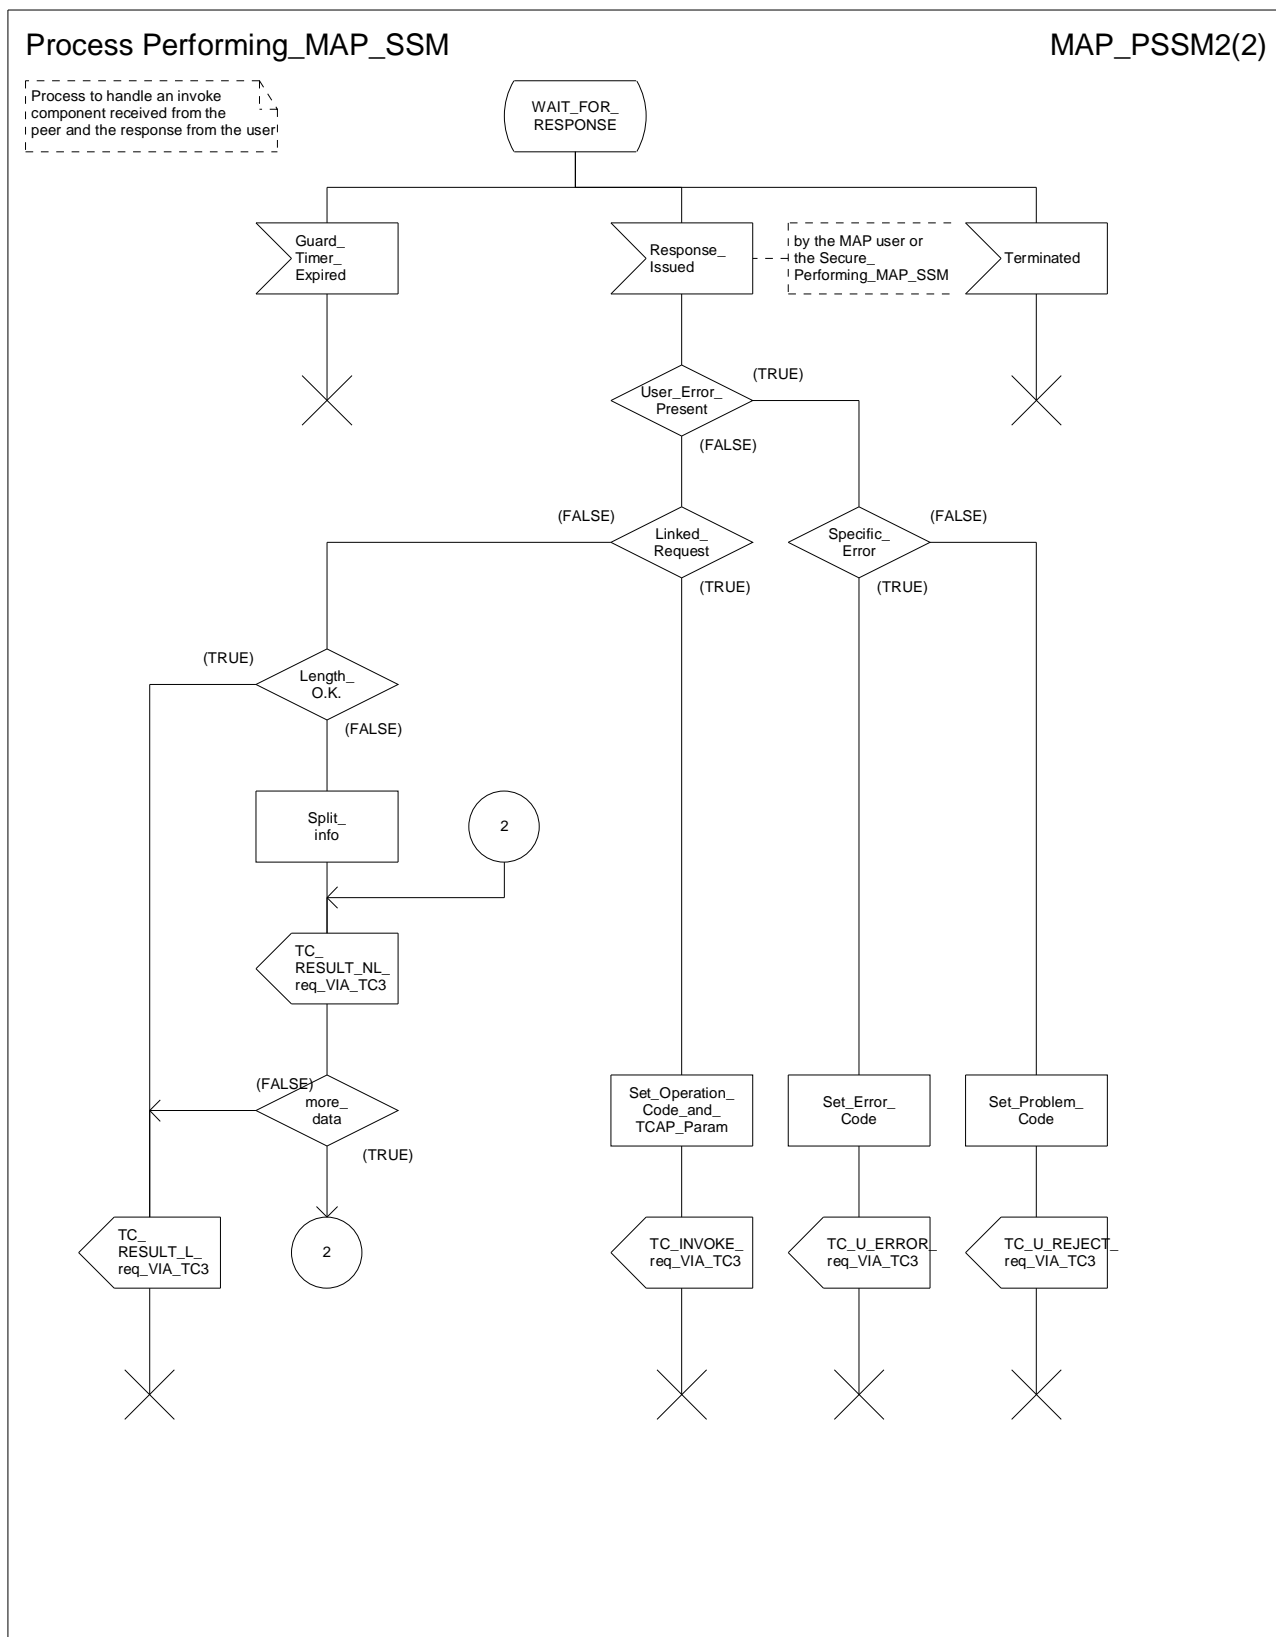 Process Performing_MAP_SSM
MAP_PSSM2(2)
Process to handle an invoke
component received from the
peer and the response from the user
WAIT_FOR_
RESPONSE
Guard_
Timer_
Expired
Response_
Issued
by the MAP user or
the Secure_
Performing_MAP_SSM
Terminated
User_Error_
Present
(TRUE)
(FALSE)
(FALSE)
Linked_
Request
(TRUE)
Specific_
Error
(FALSE)
(TRUE)
(TRUE)
Length_
O.K.
(FALSE)
Split_
info
2
TC_
RESULT_NL_
req_VIA_TC3
(FALSE)
more_
data
(TRUE)
Set_Operation_
Code_and_
TCAP_Param
Set_Error_
Code
Set_Problem_
Code
TC_
RESULT_L_
req_VIA_TC3
2
TC_INVOKE_
req_VIA_TC3
TC_U_ERROR_
req_VIA_TC3
TC_U_REJECT_
req_VIA_TC3